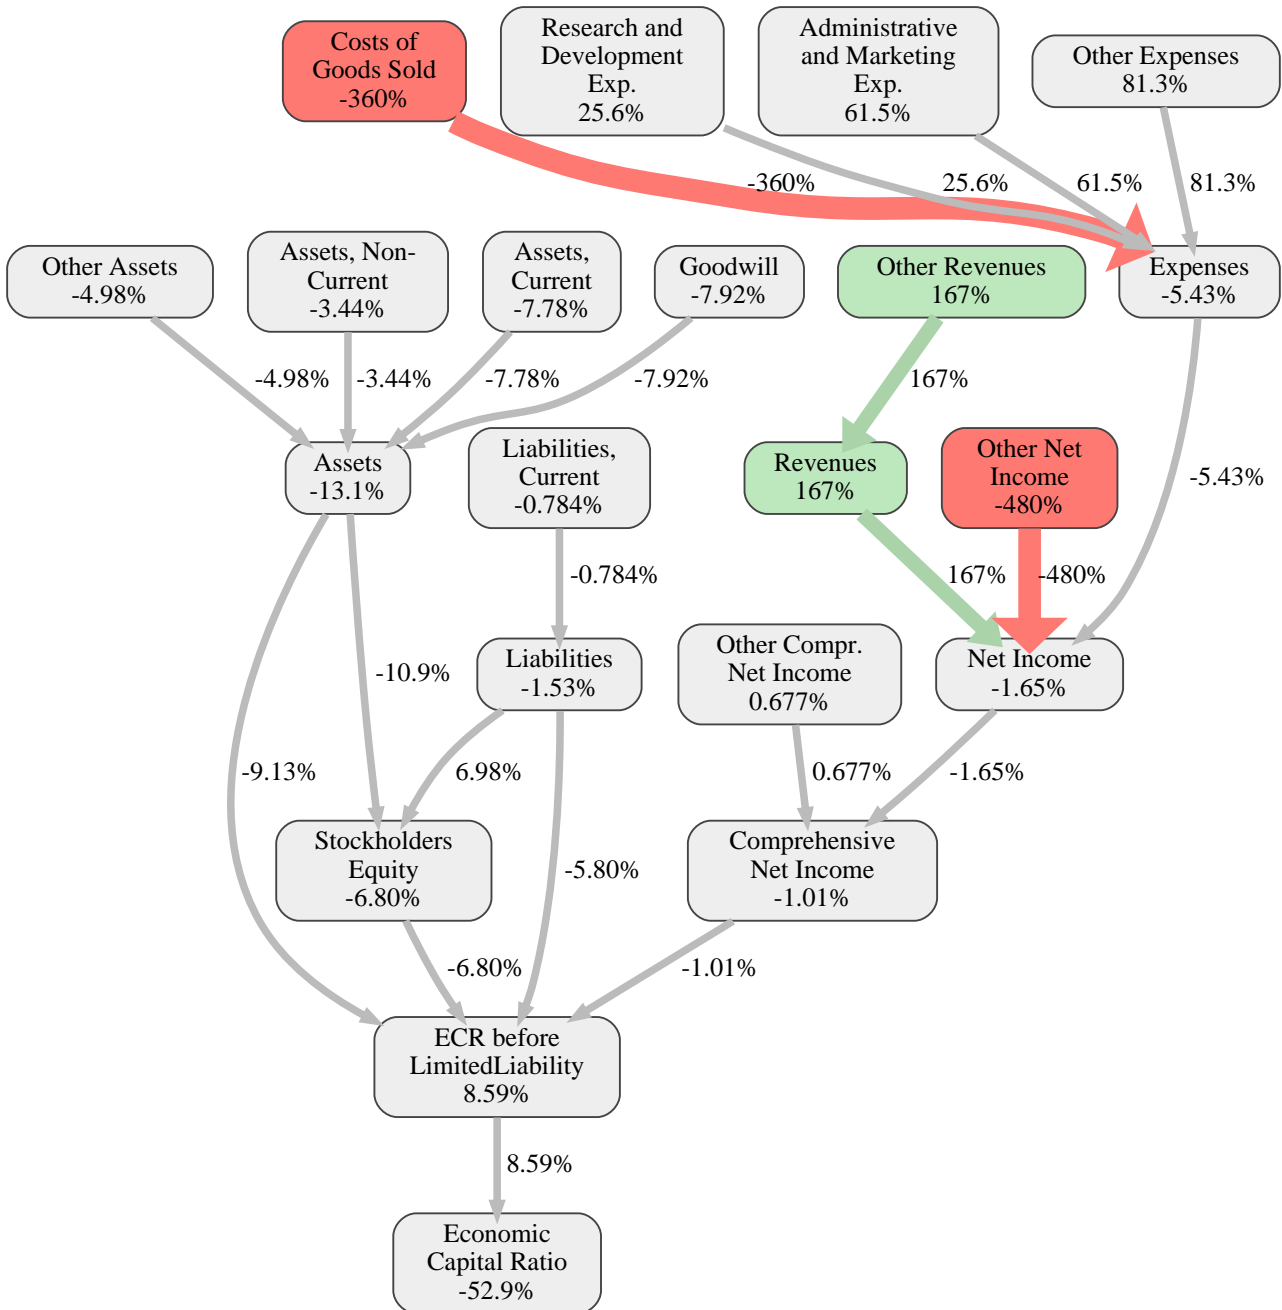 Costs of
Goods Sold
-360%
Research and
Development
Exp.
25.6%
Administrative
and Marketing
Exp.
61.5%
Other Expenses
81.3%
-360%
25.6%
61.5%
81.3%
Other Assets
-4.98%
Assets, Non-
Current
-3.44%
Assets,
Current
-7.78%
Goodwill
-7.92%
Other Revenues
167%
Expenses
-5.43%
-4.98%
-3.44%
-7.78%
-7.92%
167%
Assets
-13.1%
Liabilities,
Current
-0.784%
Revenues
167%
Other Net
Income
-480%
-5.43%
-0.784%
167%
-480%
-10.9%
Liabilities
-1.53%
Other Compr.
Net Income
0.677%
Net Income
-1.65%
-9.13%
6.98%
0.677%
-1.65%
Stockholders
Equity
-6.80%
-5.80%
Comprehensive
Net Income
-1.01%
-6.80%
-1.01%
ECR before
LimitedLiability
8.59%
8.59%
Economic
Capital Ratio
-52.9%